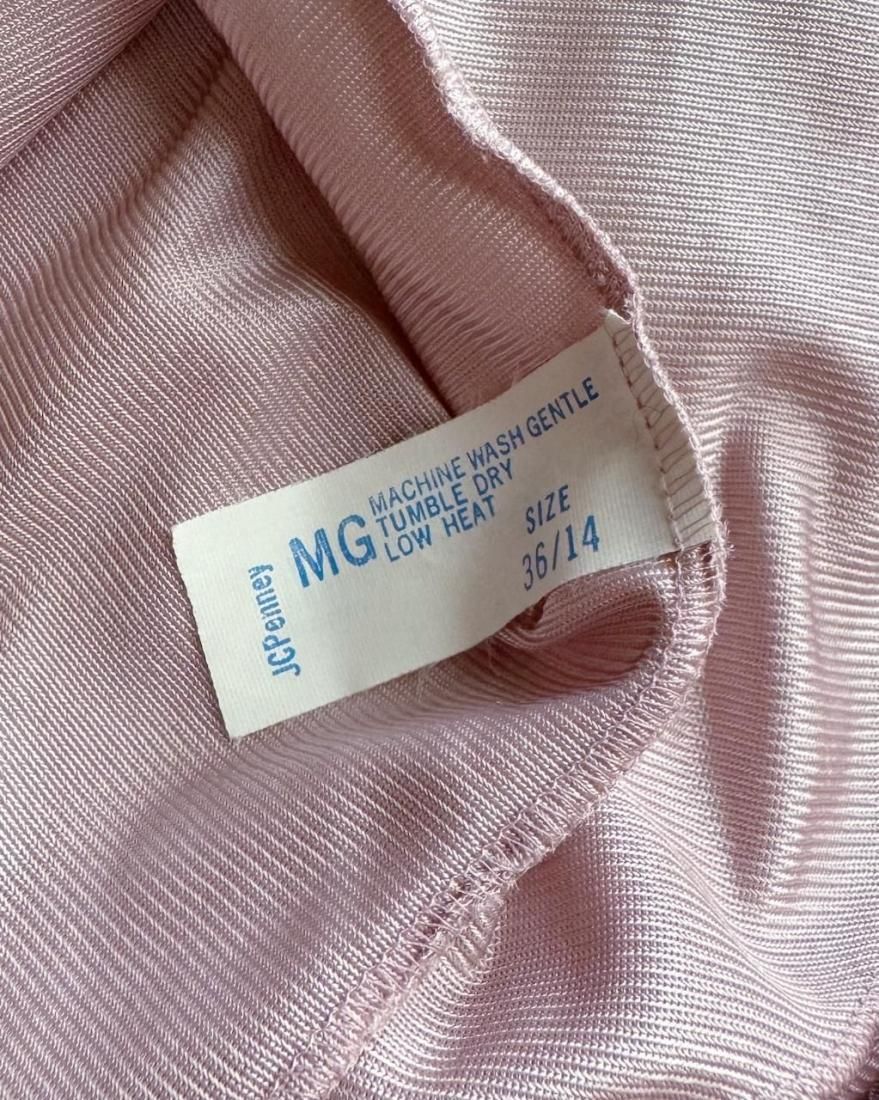 JCPenney
MG
MACHINE WASH GENTLE
TUMBLE DRY
LOW HEAT
SIZE
36/14